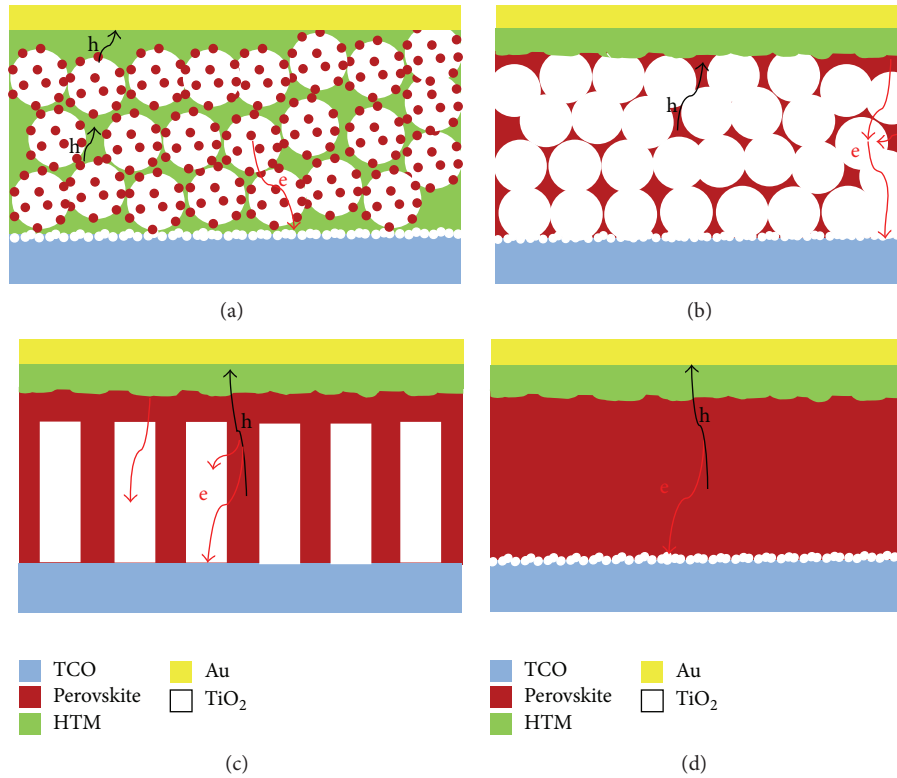 h
h
e
(a)
h
e
(b)
h
e
(c)
h
e
(d)
TCO
Perovskite
HTM
Au
TiO₂
TCO
Perovskite
HTM
Au
TiO₂